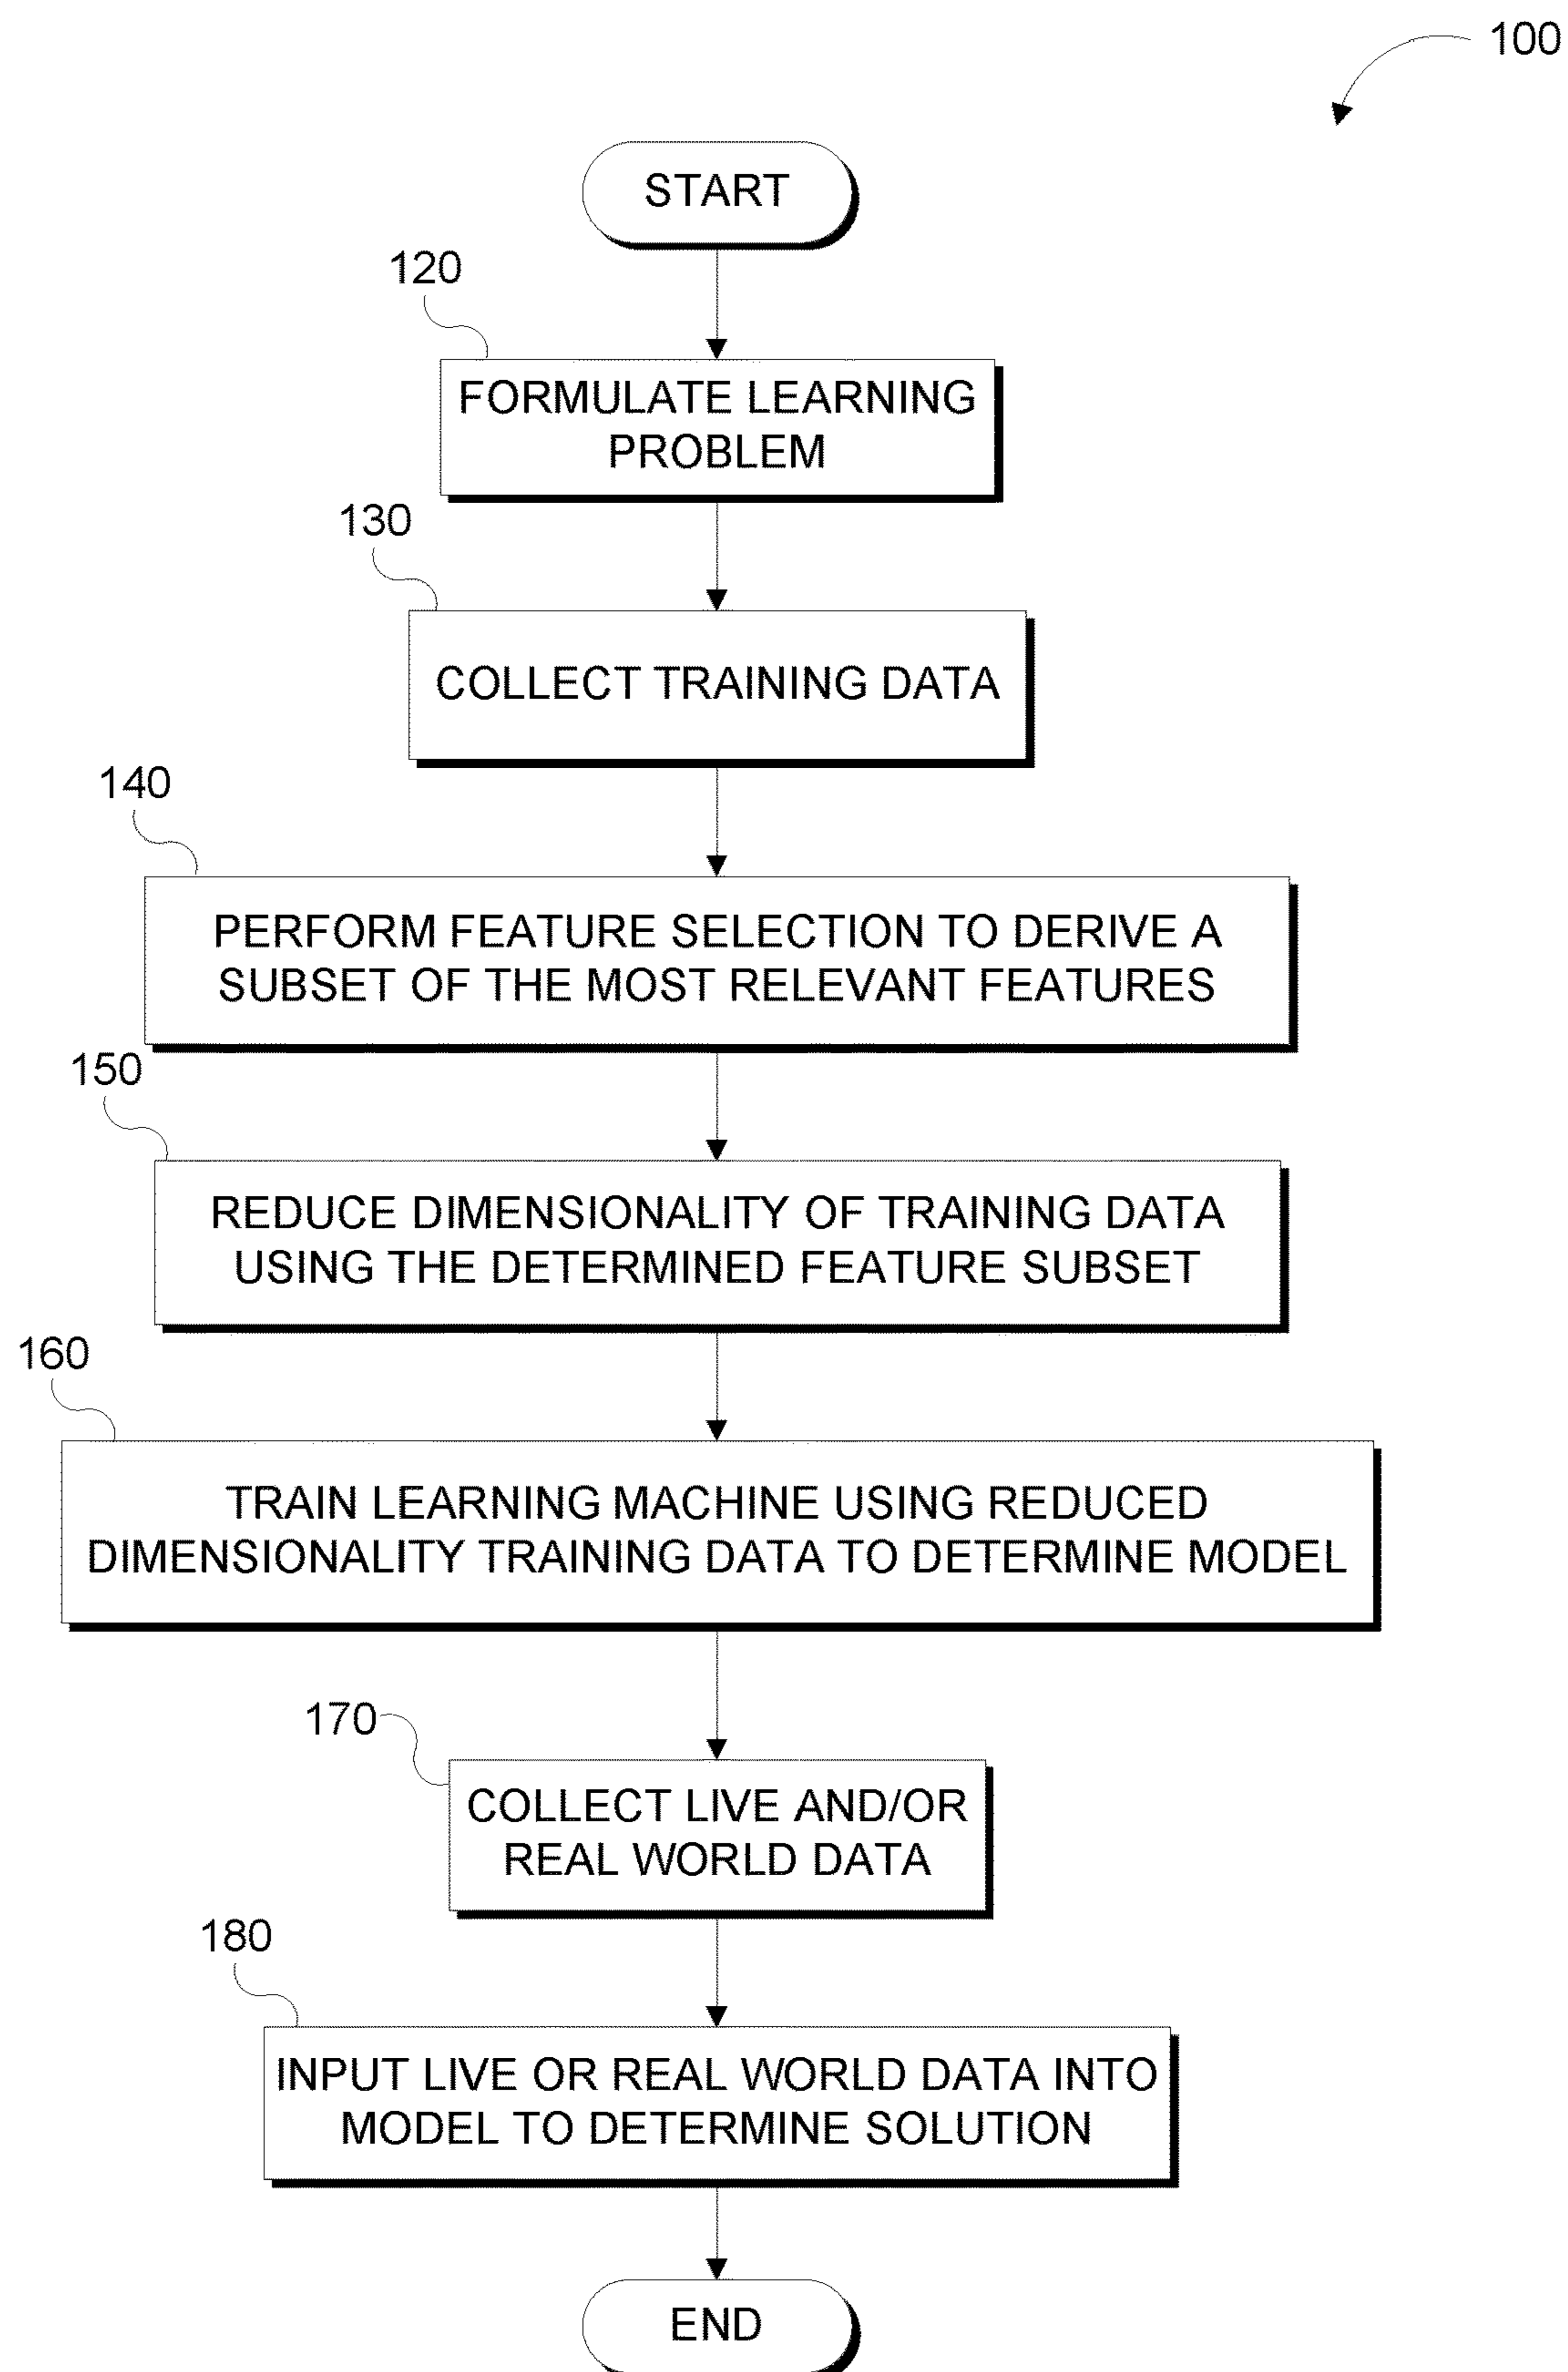 100
START
120
FORMULATE LEARNING
PROBLEM
130
COLLECT TRAINING DATA
140
PERFORM FEATURE SELECTION TO DERIVE A
SUBSET OF THE MOST RELEVANT FEATURES
150
REDUCE DIMENSIONALITY OF TRAINING DATA
USING THE DETERMINED FEATURE SUBSET
160
TRAIN LEARNING MACHINE USING REDUCED
DIMENSIONALITY TRAINING DATA TO DETERMINE MODEL
170
COLLECT LIVE AND/OR
REAL WORLD DATA
180
INPUT LIVE OR REAL WORLD DATA INTO
MODEL TO DETERMINE SOLUTION
END